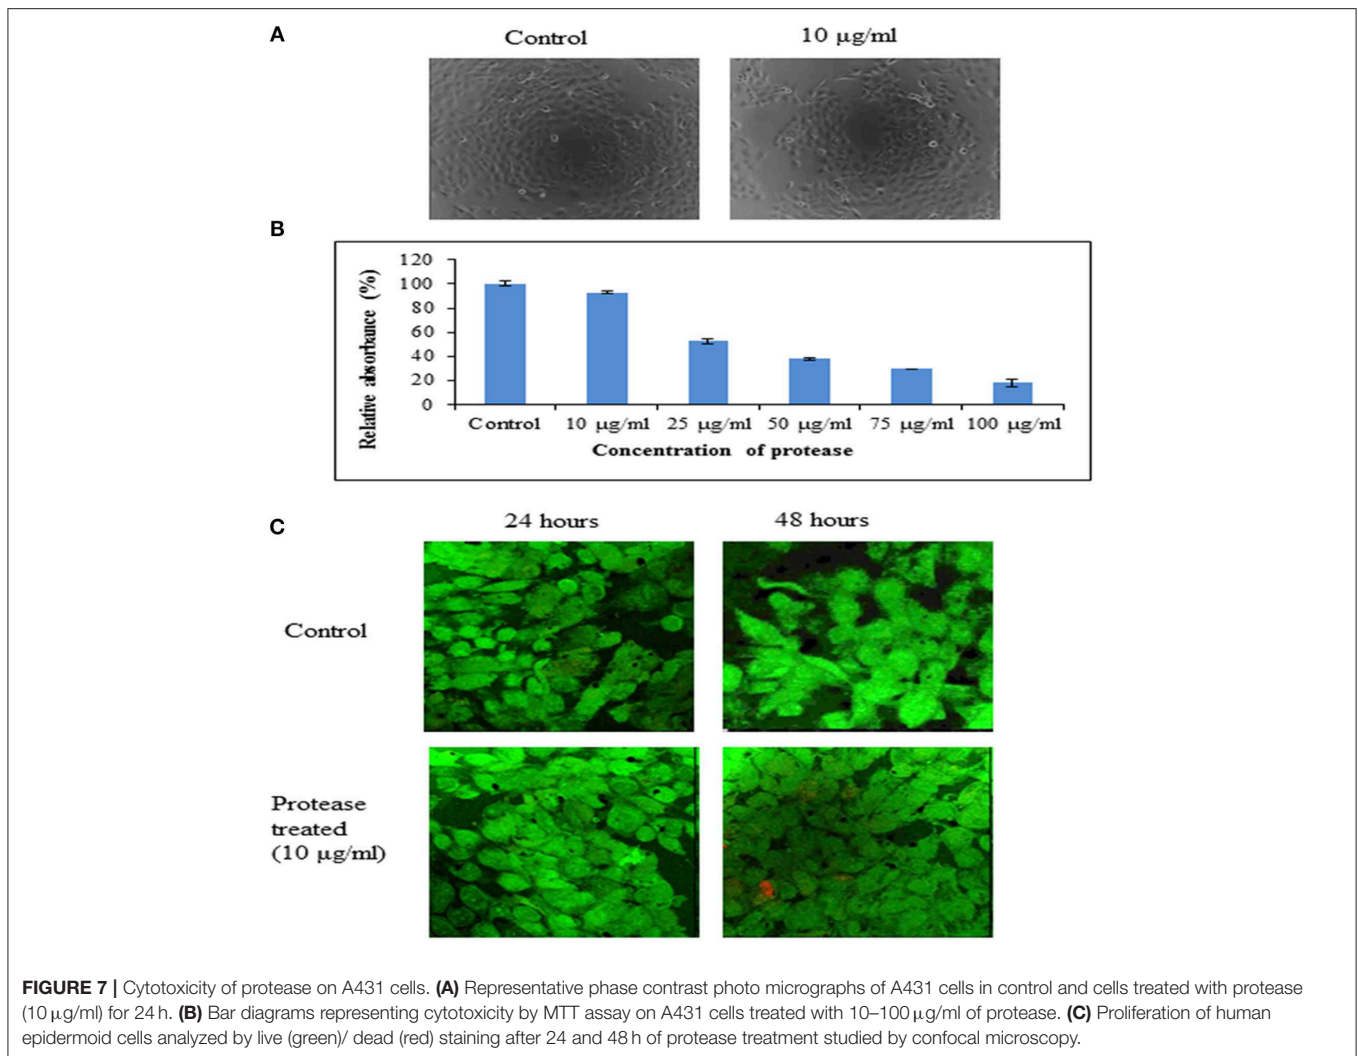 A
Control
10 μg/ml
B
Relative absorbance (%)
120
100
80
60
40
20
0
Control 10 μg/ml 25 μg/ml 50 μg/ml 75 μg/ml 100 μg/ml
Concentration of protease
C
24 hours
48 hours
Control
Protease
treated
(10 μg/ml)
FIGURE 7 | Cytotoxicity of protease on A431 cells. (A) Representative phase contrast photo micrographs of A431 cells in control and cells treated with protease
(10 μg/ml) for 24 h. (B) Bar diagrams representing cytotoxicity by MTT assay on A431 cells treated with 10–100 μg/ml of protease. (C) Proliferation of human
epidermoid cells analyzed by live (green)/ dead (red) staining after 24 and 48 h of protease treatment studied by confocal microscopy.